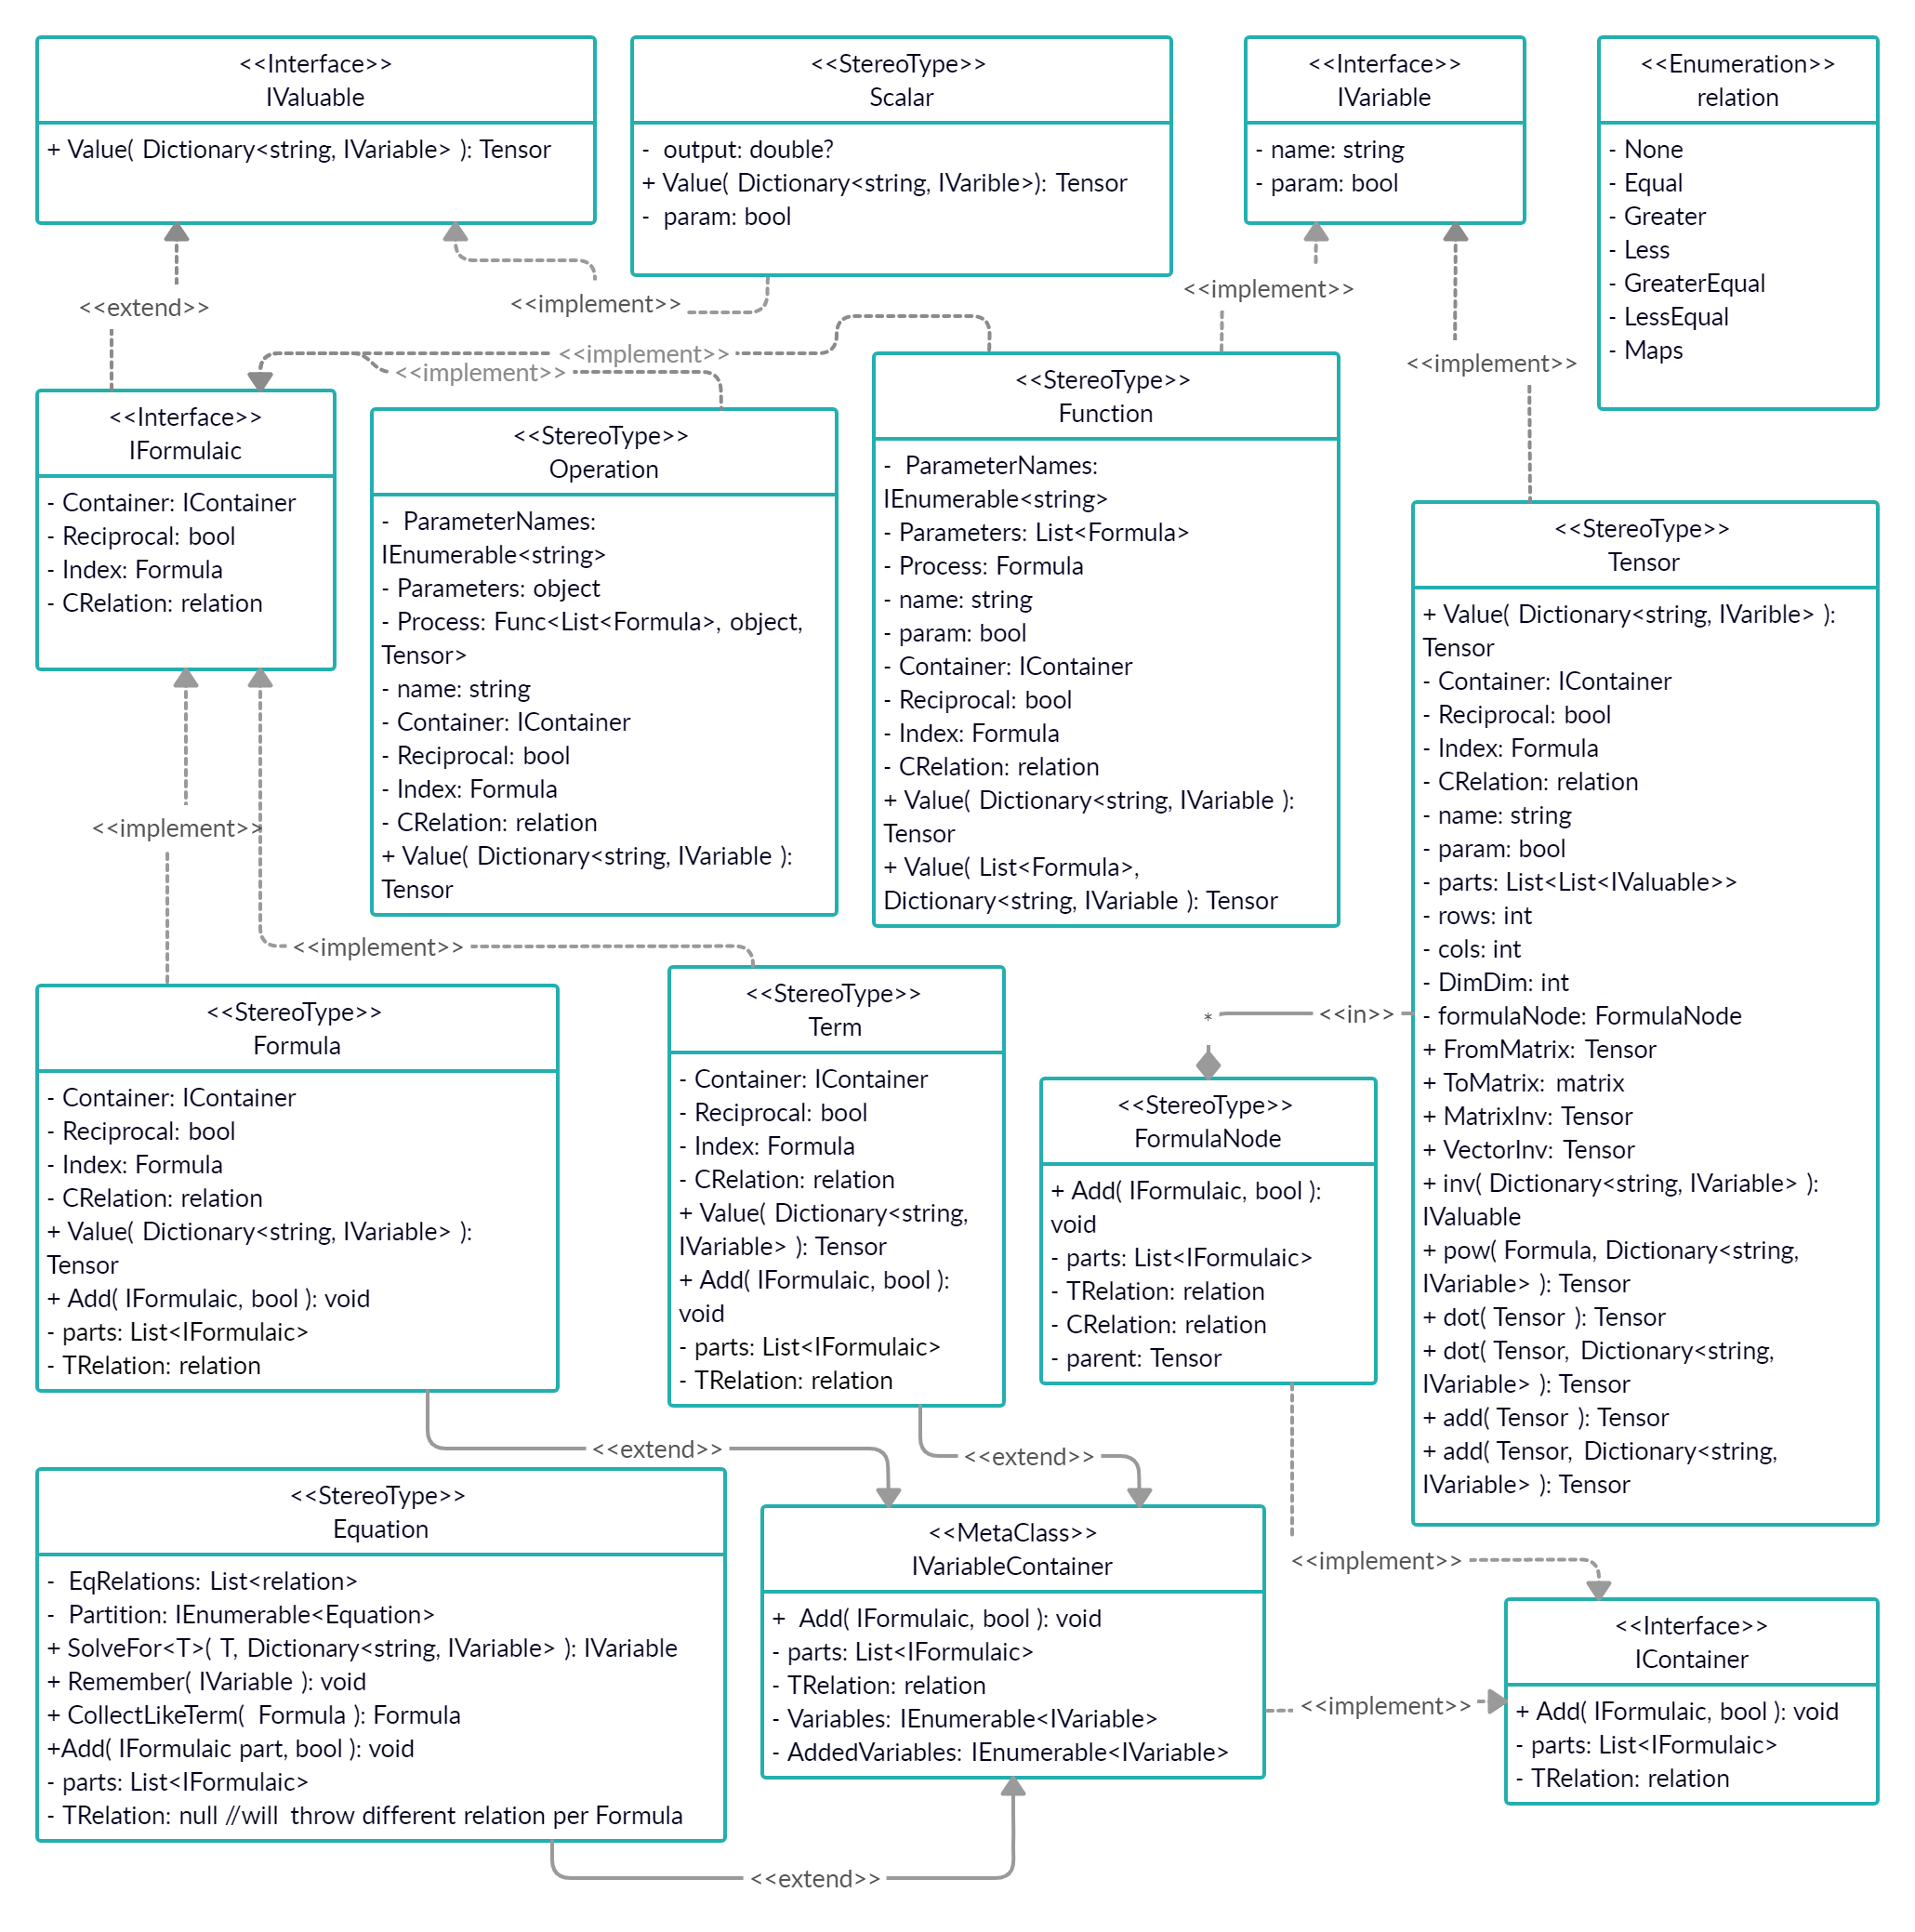 <<Interface>>
IValuable
+ Value( Dictionary<string, IVariable> ): Tensor
<<StereoType>>
Scalar
- output: double?
+ Value( Dictionary<string, IVarible>): Tensor
- param: bool
<<Interface>>
IVariable
- name: string
- param: bool
<<Enumeration>>
relation
- None
- Equal
- Greater
- Less
- GreaterEqual
- LessEqual
- Maps
<<extend>>
<<implement>>
<<implement>>
<<implement>>
<<implement>>
<<implement>>
<<Interface>>
IFormulaic
- Container: IContainer
- Reciprocal: bool
- Index: Formula
- CRelation: relation
<<StereoType>>
Operation
- ParameterNames:
IEnumerable<string>
- Parameters: object
- Process: Func<List<Formula>, object,
Tensor>
- name: string
- Container: IContainer
- Reciprocal: bool
- Index: Formula
- CRelation: relation
+ Value( Dictionary<string, IVariable ):
Tensor
<<StereoType>>
Function
- ParameterNames:
IEnumerable<string>
- Parameters: List<Formula>
- Process: Formula
- name: string
- param: bool
- Container: IContainer
- Reciprocal: bool
- Index: Formula
- CRelation: relation
+ Value( Dictionary<string, IVariable ):
Tensor
+ Value( List<Formula>,
Dictionary<string, IVariable ): Tensor
<<StereoType>>
Tensor
+ Value( Dictionary<string, IVarible> ):
Tensor
- Container: IContainer
- Reciprocal: bool
- Index: Formula
- CRelation: relation
- name: string
- param: bool
- parts: List<List<IValuable>>
- rows: int
- cols: int
- DimDim: int
- formulaNode: FormulaNode
+ FromMatrix: Tensor
+ ToMatrix: matrix
+ MatrixInv: Tensor
+ VectorInv: Tensor
+ inv( Dictionary<string, IVariable> ):
IValuable
+ pow( Formula, Dictionary<string,
IVariable> ): Tensor
+ dot( Tensor ): Tensor
+ dot( Tensor, Dictionary<string,
IVariable> ): Tensor
+ add( Tensor ): Tensor
+ add( Tensor, Dictionary<string,
IVariable> ): Tensor
<<implement>>
<<implement>>
* <<in>>
<<StereoType>>
Formula
- Container: IContainer
- Reciprocal: bool
- Index: Formula
- CRelation: relation
+ Value( Dictionary<string, IVariable> ):
Tensor
+ Add( IFormulaic, bool ): void
- parts: List<IFormulaic>
- TRelation: relation
<<StereoType>>
Term
- Container: IContainer
- Reciprocal: bool
- Index: Formula
- CRelation: relation
+ Value( Dictionary<string,
IVariable> ): Tensor
+ Add( IFormulaic, bool ):
void
- parts: List<IFormulaic>
- TRelation: relation
<<StereoType>>
FormulaNode
+ Add( IFormulaic, bool ):
void
- parts: List<IFormulaic>
- TRelation: relation
- CRelation: relation
- parent: Tensor
<<extend>>
<<extend>>
<<StereoType>>
Equation
- EqRelations: List<relation>
- Partition: IEnumerable<Equation>
+ SolveFor<T>( T, Dictionary<string, IVariable> ): IVariable
+ Remember( IVariable ): void
+ CollectLikeTerm( Formula ): Formula
+Add( IFormulaic part, bool ): void
- parts: List<IFormulaic>
- TRelation: null //will throw different relation per Formula
<<MetaClass>>
IVariableContainer
+ Add( IFormulaic, bool ): void
- parts: List<IFormulaic>
- TRelation: relation
- Variables: IEnumerable<IVariable>
- AddedVariables: IEnumerable<IVariable>
<<implement>>
<<implement>>
<<Interface>>
IContainer
+ Add( IFormulaic, bool ): void
- parts: List<IFormulaic>
- TRelation: relation
<<extend>>